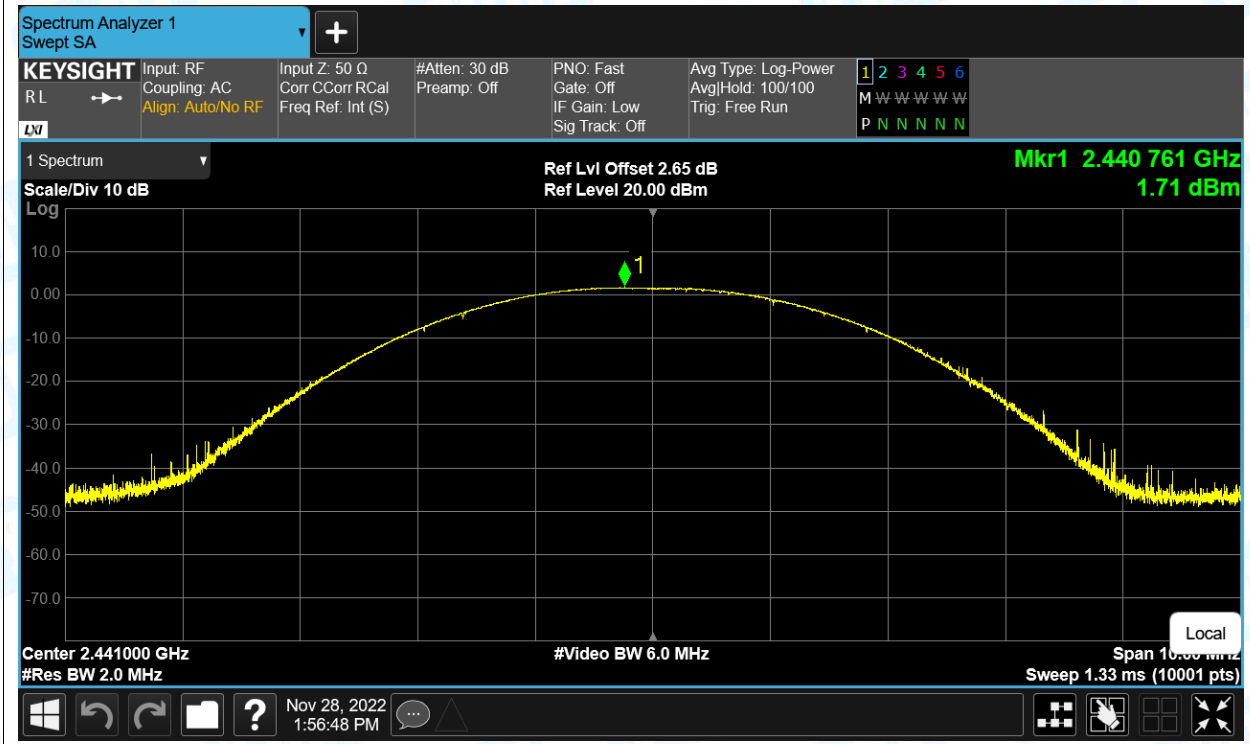 Spectrum Analyzer 1
Swept SA
KEYSIGHT
R L
LXI
Input: RF
Coupling: AC
Align: Auto/No RF
Input Z: 50 Ω
Corr CCorr RCal
Freq Ref: Int (S)
#Atten: 30 dB
Preamp: Off
PNO: Fast
Gate: Off
IF Gain: Low
Sig Track: Off
Avg Type: Log-Power
Avg|Hold: 100/100
Trig: Free Run
1 2 3 4 5 6
M W W W W W W
P N N N N N N
1 Spectrum
Scale/Div 10 dB
Ref Lvl Offset 2.65 dB
Ref Level 20.00 dBm
Mkr1 2.440 761 GHz
1.71 dBm
Log
10.0
0.00
-10.0
-20.0
-30.0
-40.0
-50.0
-60.0
-70.0
1
Local
Center 2.441000 GHz
#Video BW 6.0 MHz
Span 10.00 MHz
#Res BW 2.0 MHz
Sweep 1.33 ms (10001 pts)
?
Nov 28, 2022
1:56:48 PM